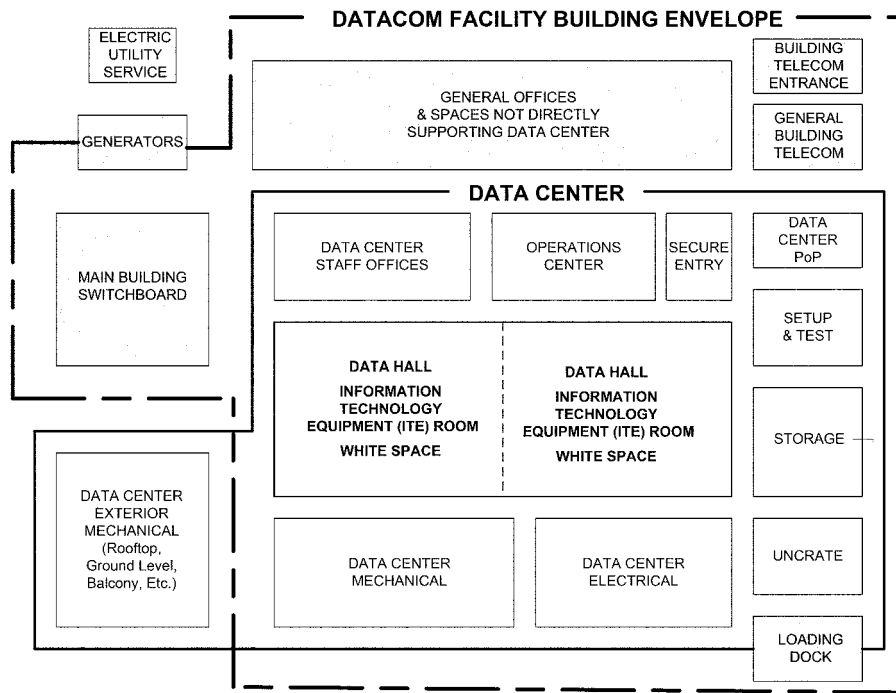 DATACOM FACILITY BUILDING ENVELOPE
ELECTRIC
UTILITY
SERVICE
GENERAL OFFICES
& SPACES NOT DIRECTLY
SUPPORTING DATA CENTER
BUILDING
TELECOM
ENTRANCE
GENERATORS
GENERAL
BUILDING
TELECOM
DATA CENTER
MAIN BUILDING
SWITCHBOARD
DATA CENTER
STAFF OFFICES
OPERATIONS
CENTER
SECURE
ENTRY
DATA
CENTER
PoP
SETUP
& TEST
DATA HALL
INFORMATION
TECHNOLOGY
EQUIPMENT (ITE) ROOM
WHITE SPACE
DATA HALL
INFORMATION
TECHNOLOGY
EQUIPMENT (ITE) ROOM
WHITE SPACE
STORAGE
DATA CENTER
EXTERIOR
MECHANICAL
(Rooftop,
Ground Level,
Balcony, Etc.)
DATA CENTER
MECHANICAL
DATA CENTER
ELECTRICAL
UNCRATE
LOADING
DOCK